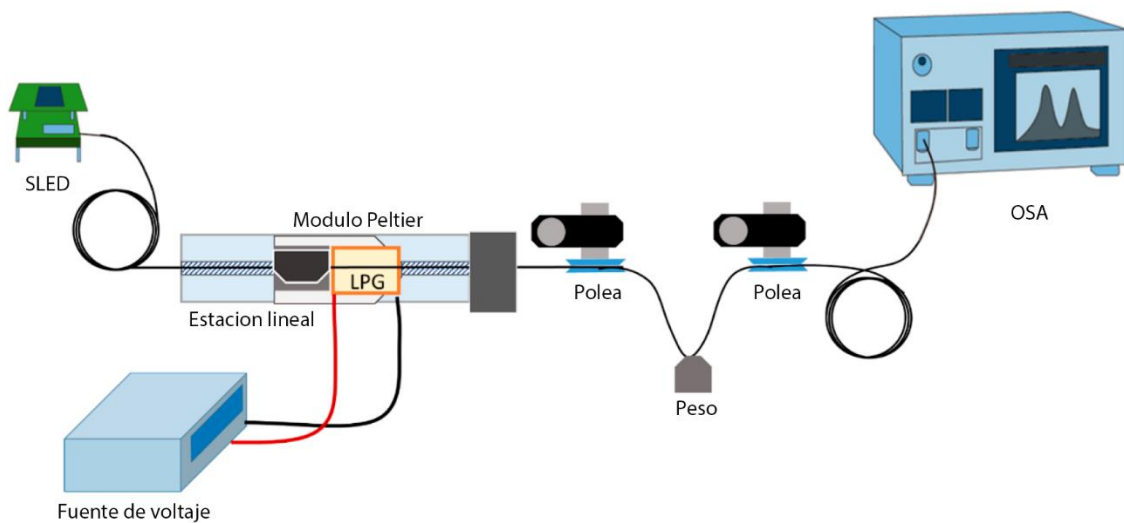 SLED
OSA
Modulo Peltier
LPG
Polea
Polea
Estacion lineal
Peso
Fuente de voltaje